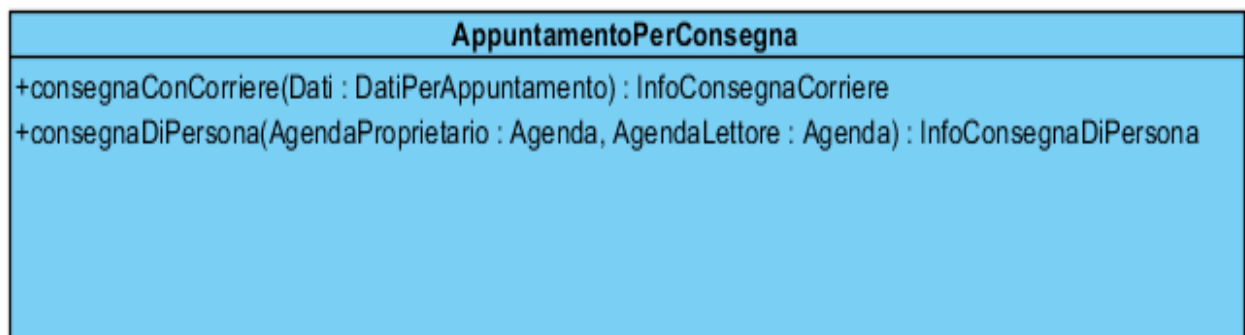 AppuntamentoPerConsegna
+consegnaConCorriere(Dati : DatiPerAppuntamento) : InfoConsegnaCorriere
+consegnaDiPersona(AgendaProprietario : Agenda, AgendaLettore : Agenda) : InfoConsegnaDiPersona